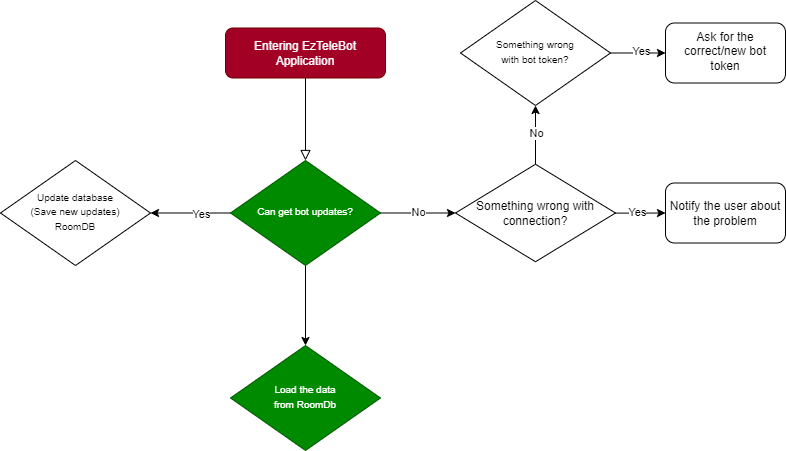 Entering EzTeleBot
Application
Something wrong
with bot token?
Yes
Ask for the
correct/new bot
token
No
Update database
(Save new updates)
RoomDB
Yes
Can get bot updates?
No
Something wrong with
connection?
Yes
Notify the user about
the problem
Load the data
from RoomDb